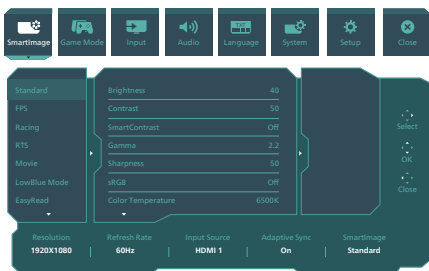 TXT
SmartImage Game Mode Input Audio Language System Setup Close
Standard Brightness 40
FPS Contrast 50
Racing SmartContrast Off
RTS Gamma 2.2
Movie Sharpness 50
LowBlue Mode sRGB Off
EasyRead Color Temperature 6500K
Select
OK
Close
Resolution Refresh Rate Input Source Adaptive Sync SmartImage
1920X1080 60Hz HDMI 1 On Standard